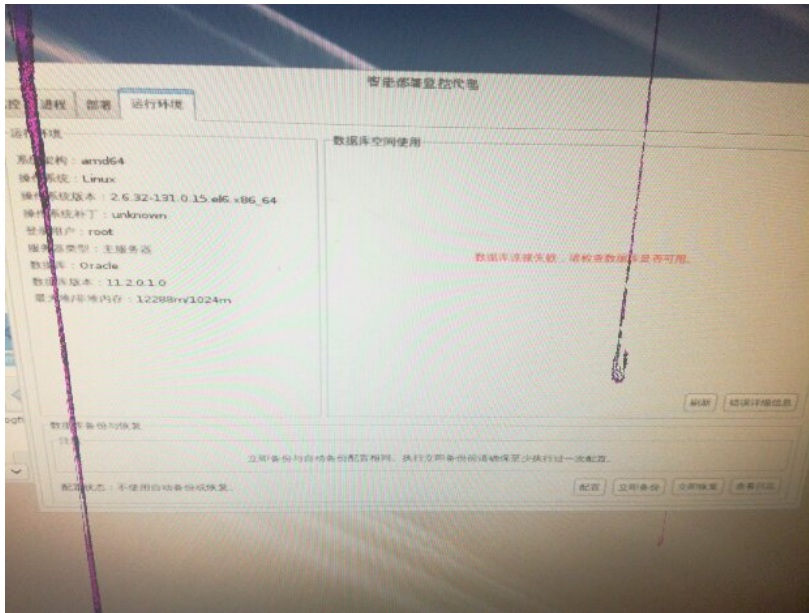 智能部署监控代理
控 进程 部署 运行环境
运行环境
系统架构：amd64
操作系统：Linux
操作系统版本：2.6.32-131.0.15.el6.x86_64
操作系统补丁：unknown
登录用户：root
服务器类型：主服务器
数据库：Oracle
数据库版本：11.2.0.1.0
最大堆/非堆内存：12288m/1024m
数据库空间使用
数据库连接失败，请检查数据库是否可用。
刷新 错误详细信息
数据库备份与恢复
注意
立即备份与自动备份配置相同，执行立即备份前请确保至少执行过一次配置。
配置状态：不使用自动备份或恢复。
配置 立即备份 立即恢复 查看日志